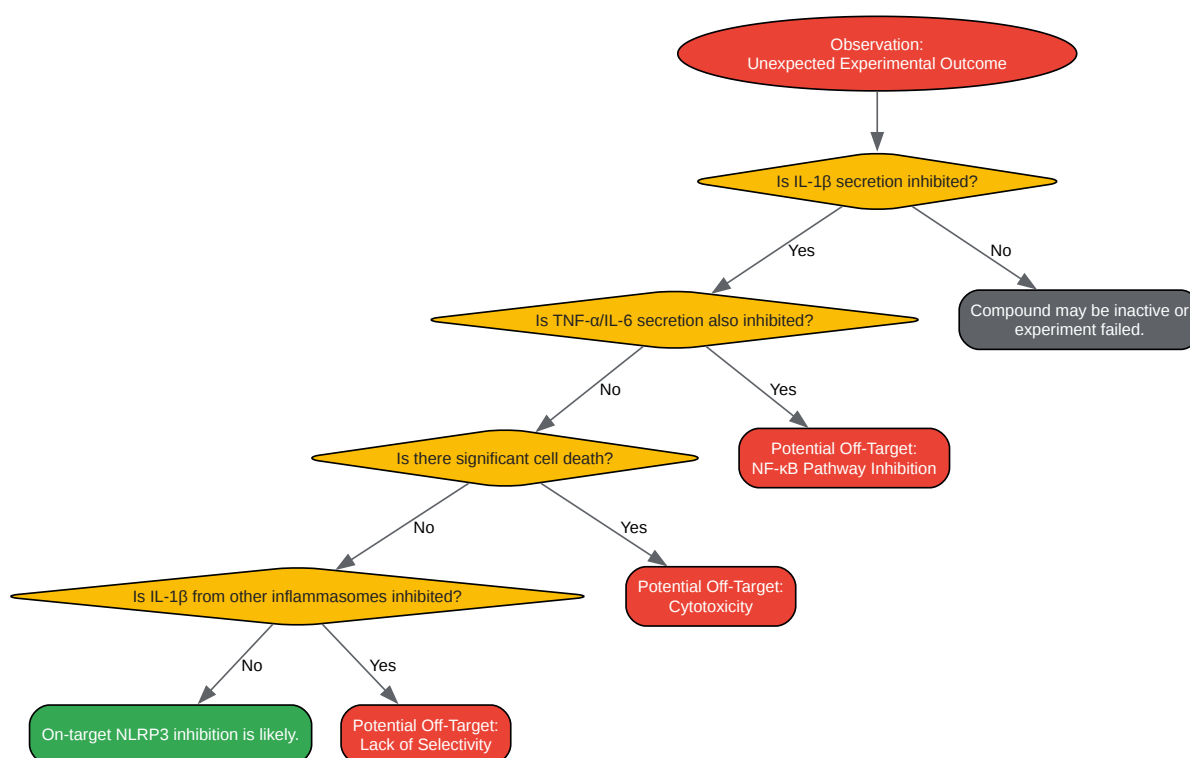 Observation:
Unexpected Experimental Outcome
Is IL-1β secretion inhibited?
Yes
No
Is TNF-α/IL-6 secretion also inhibited?
Compound may be inactive or
experiment failed.
No
Yes
Is there significant cell death?
Potential Off-Target:
NF-κB Pathway Inhibition
No
Yes
Is IL-1β from other inflammasomes inhibited?
Potential Off-Target:
Cytotoxicity
No
Yes
On-target NLRP3 inhibition is likely.
Potential Off-Target:
Lack of Selectivity